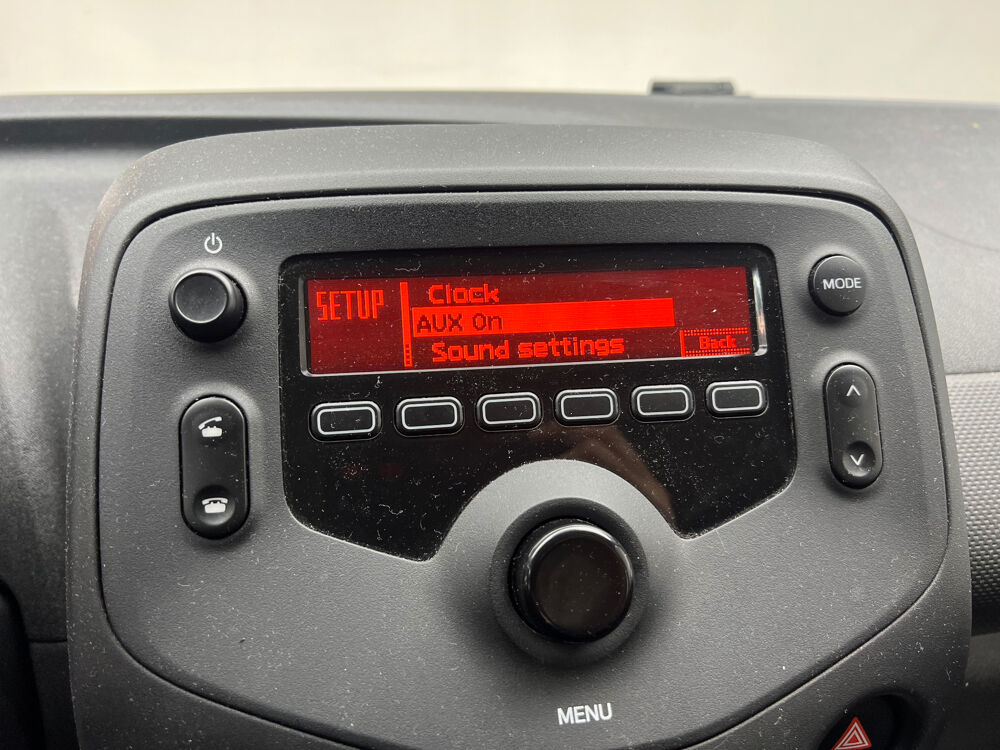 SETUP
Clock
AUX On
Sound settings
Back
MODE
MENU